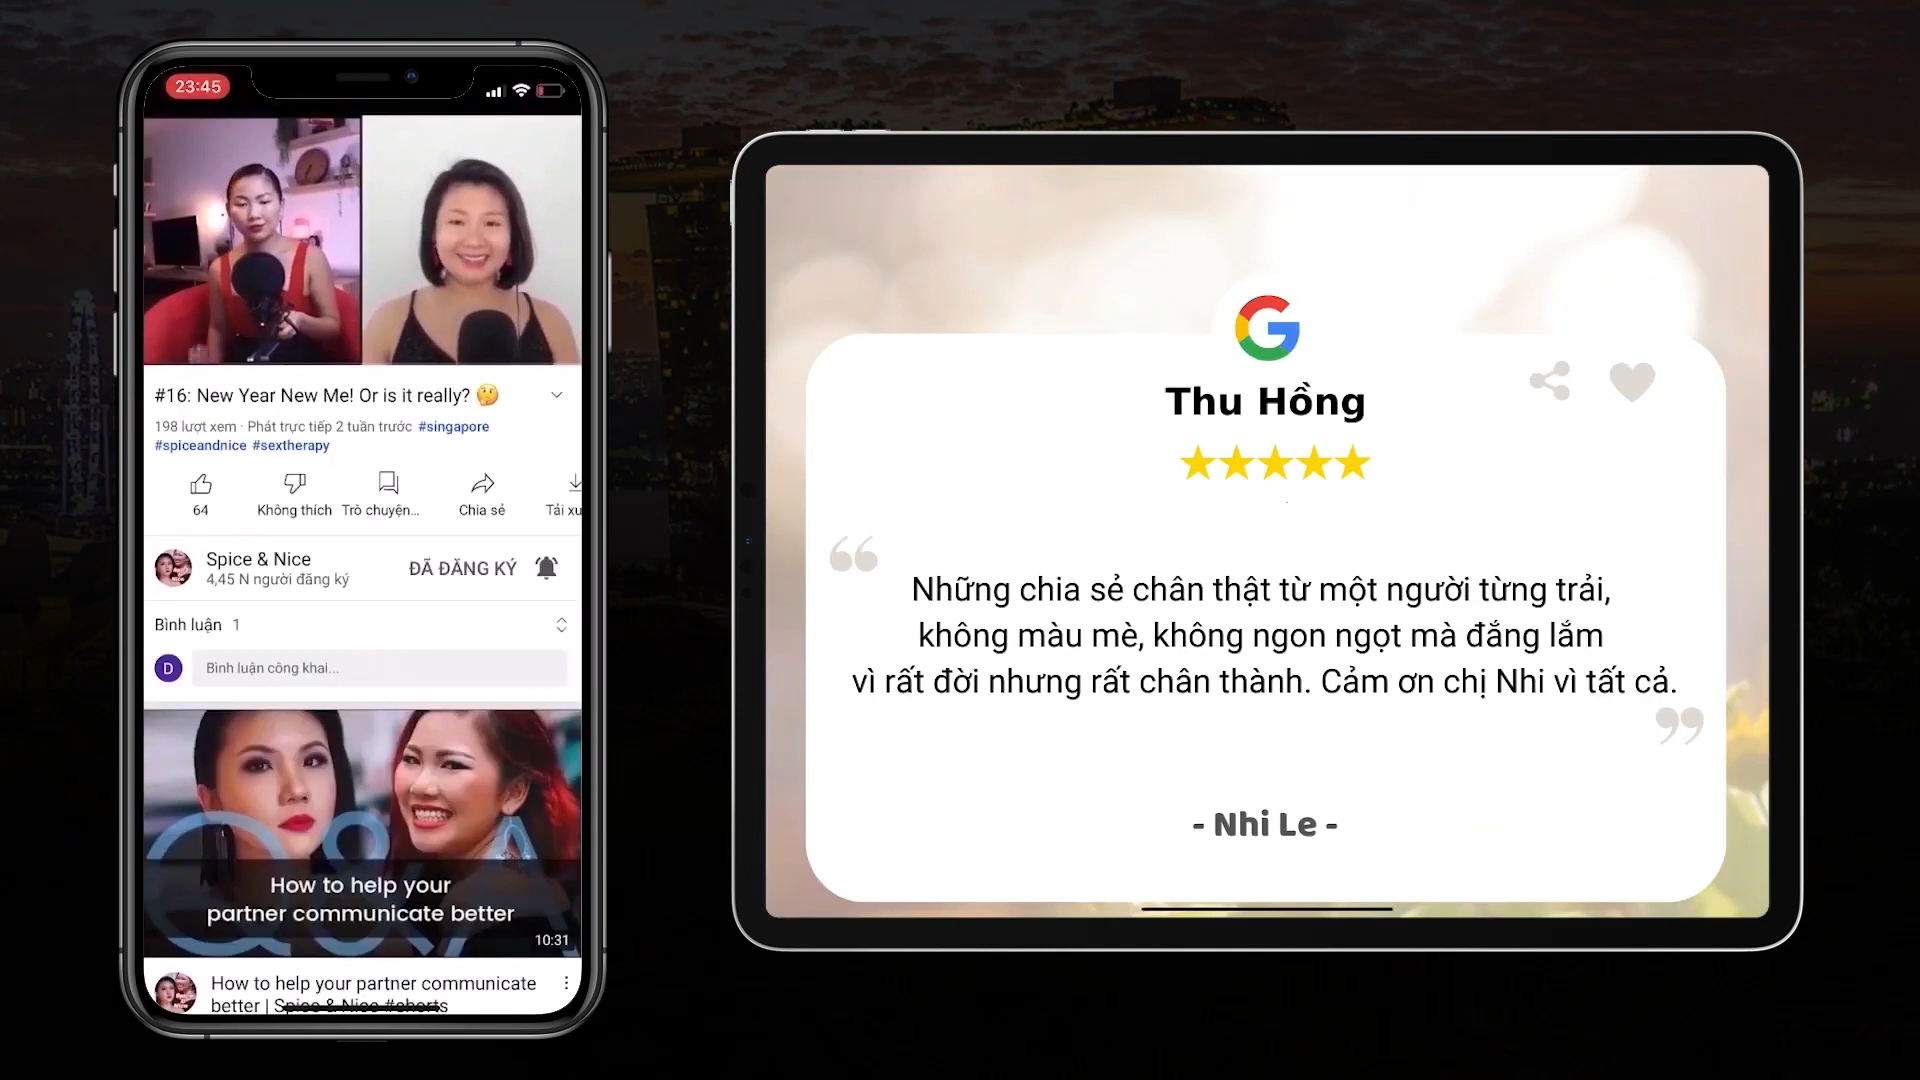 23:45
#16: New Year New Me! Or is it really? 🤔
198 lượt xem · Phát trực tiếp 2 tuần trước #singapore
#spiceandnice #sextherapy
64
Không thích
Trò chuyện...
Chia sẻ
Tải xu
Spice & Nice
4,45 N người đăng ký
ĐÃ ĐĂNG KÝ
Bình luận 1
D
Bình luận công khai...
Q&A
How to help your
partner communicate better
10:31
How to help your partner communicate
better | Spice & Nice #shorts
G
Thu Hồng
“
Những chia sẻ chân thật từ một người từng trải,
không màu mè, không ngon ngọt mà đắng lắm
vì rất đời nhưng rất chân thành. Cảm ơn chị Nhi vì tất cả.
”
- Nhi Le -